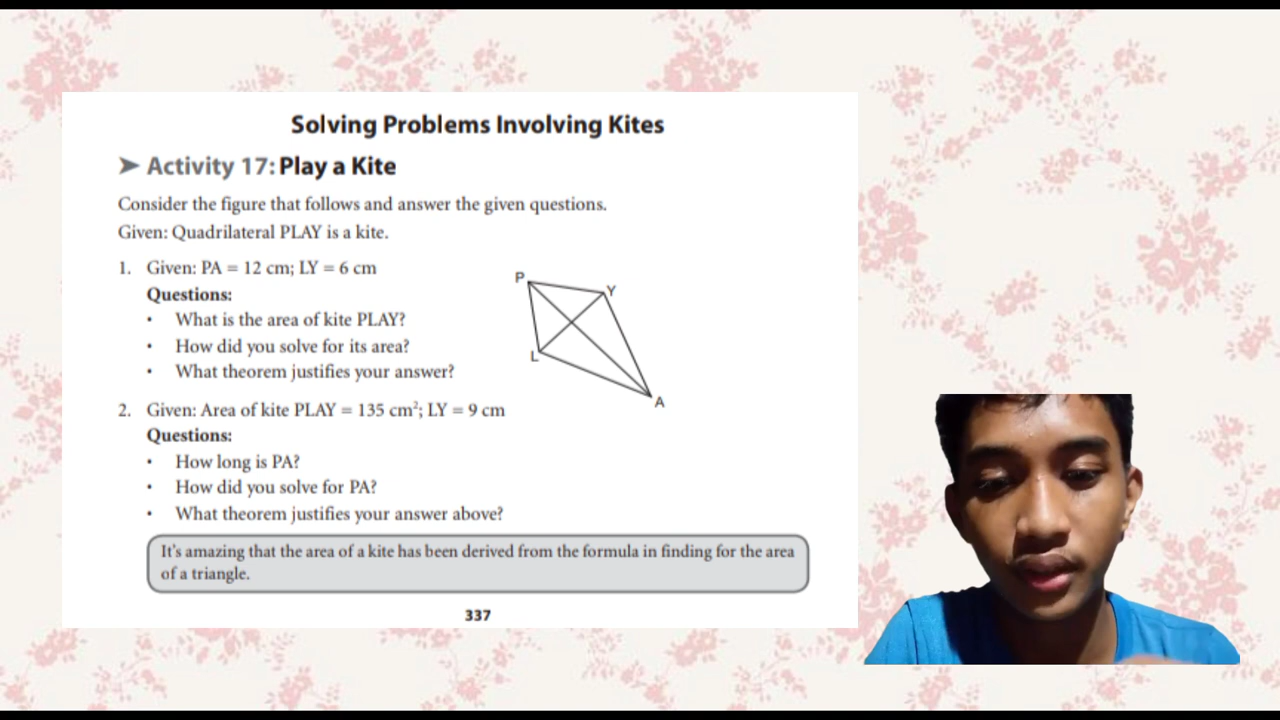 Solving Problems Involving Kites
➤ Activity 17: Play a Kite
Consider the figure that follows and answer the given questions.
Given: Quadrilateral PLAY is a kite.
1. Given: PA = 12 cm; LY = 6 cm
Questions:
• What is the area of kite PLAY?
• How did you solve for its area?
• What theorem justifies your answer?
P
Y
L
A
2. Given: Area of kite PLAY = 135 cm²; LY = 9 cm
Questions:
• How long is PA?
• How did you solve for PA?
• What theorem justifies your answer above?
It's amazing that the area of a kite has been derived from the formula in finding for the area
of a triangle.
337